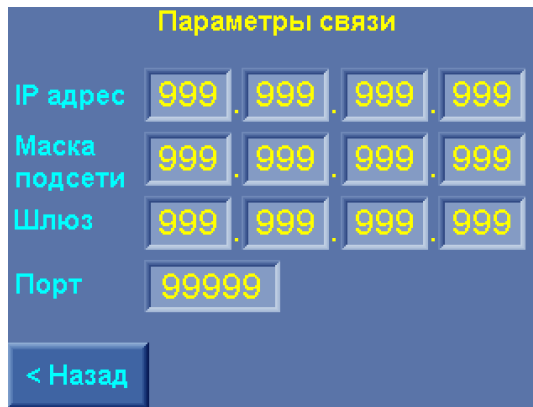 Параметры связи
IP адрес 999 . 999 . 999 . 999
Маска
подсети 999 . 999 . 999 . 999
Шлюз 999 . 999 . 999 . 999
Порт 99999
< Назад